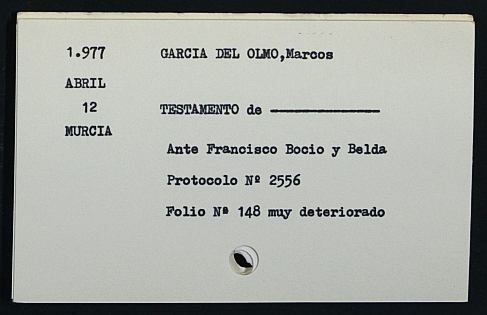 1.977 GARCIA DEL OLMO,Marcos
ABRIL
12 TESTAMENTO de ---------------
MURCIA
Ante Francisco Bocio y Belda
Protocolo Nº 2556
Folio Nª 148 muy deteriorado